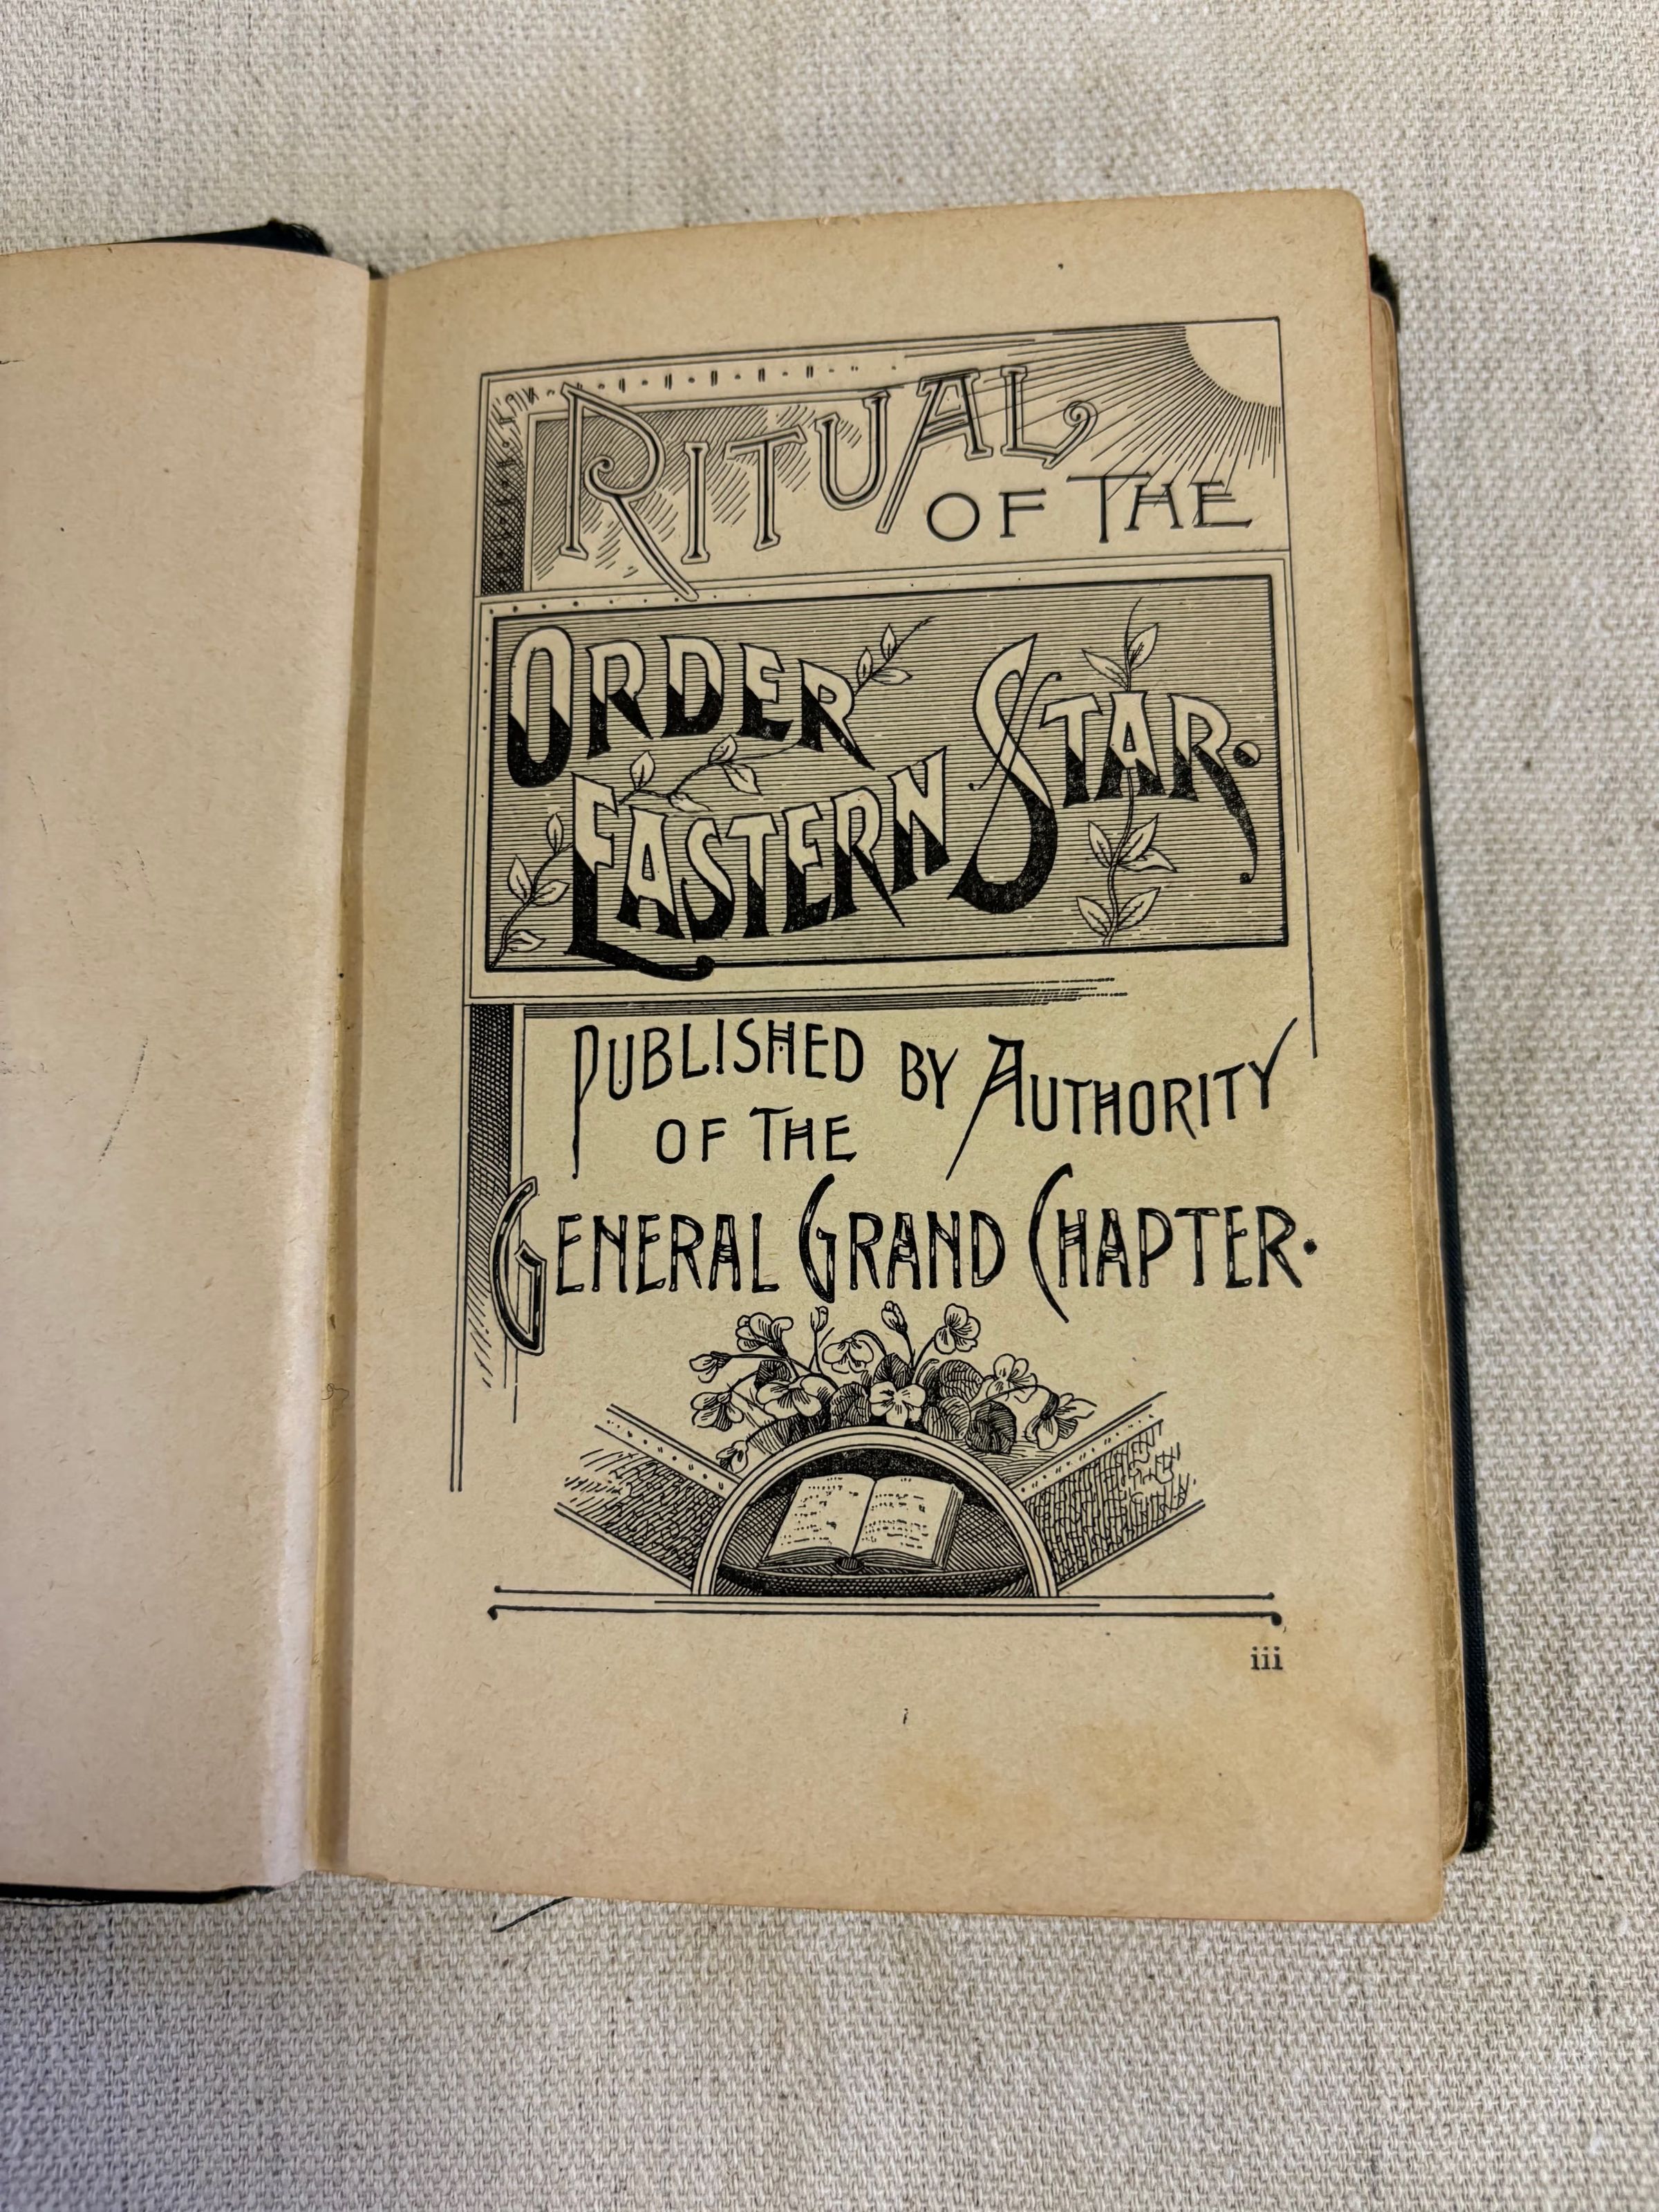 RITUAL
OF THE
ORDER
EASTERN STAR.
PUBLISHED BY AUTHORITY
OF THE
GENERAL GRAND CHAPTER.
iii